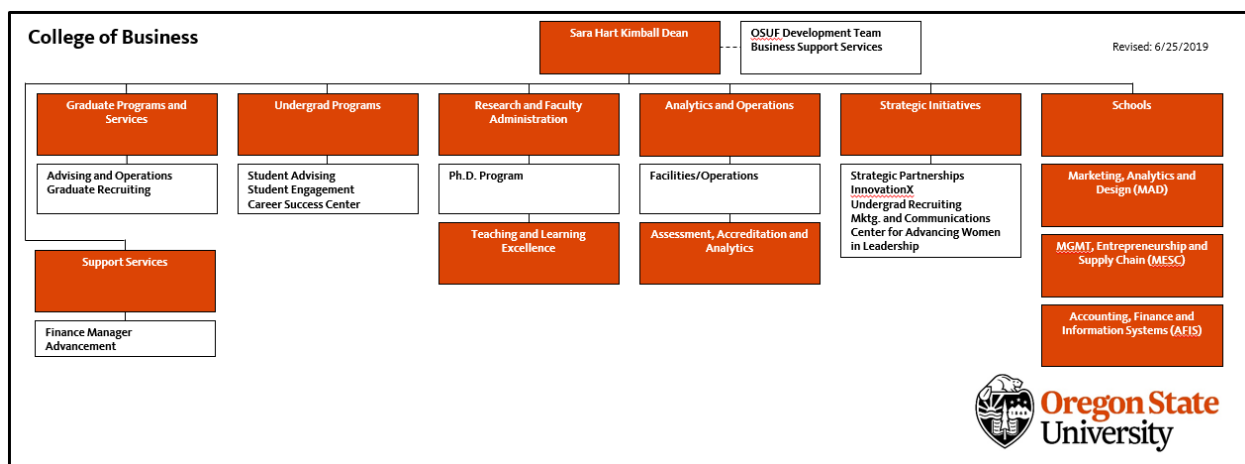 College of Business
Sara Hart Kimball Dean
OSUF Development Team
Business Support Services
Revised: 6/25/2019
Graduate Programs and
Services
Advising and Operations
Graduate Recruiting
Undergrad Programs
Student Advising
Student Engagement
Career Success Center
Research and Faculty
Administration
Ph.D. Program
Teaching and Learning
Excellence
Analytics and Operations
Facilities/Operations
Assessment, Accreditation and
Analytics
Strategic Initiatives
Strategic Partnerships
InnovationX
Undergrad Recruiting
Mktg. and Communications
Center for Advancing Women
in Leadership
Schools
Marketing, Analytics and
Design (MAD)
MGMT, Entrepreneurship and
Supply Chain (MESC)
Accounting, Finance and
Information Systems (AFIS)
Support Services
Finance Manager
Advancement
Oregon State
University